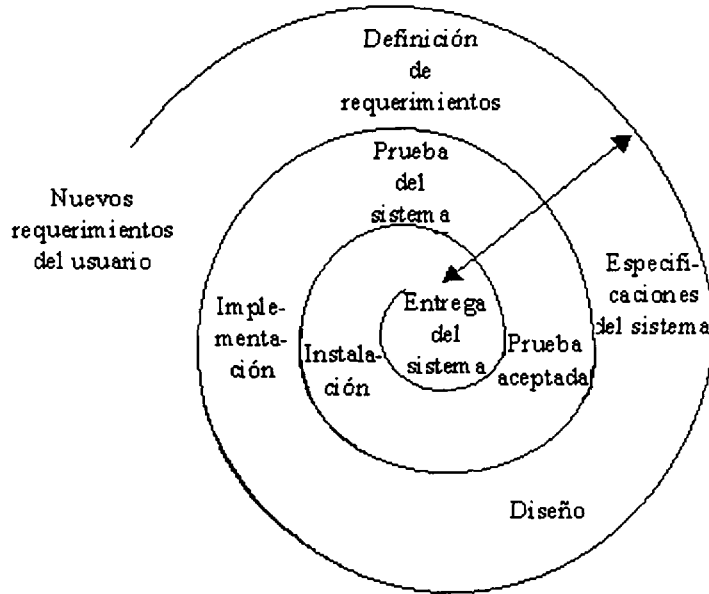 Definición
de
requerimientos
Prueba
del
sistema
Nuevos
requerimientos
del usuario
Especifi-
caciones
del sistema
Imple-
menta-
ción
Instala-
ción
Entrega
del
sistema
Prueba
aceptada
Diseño